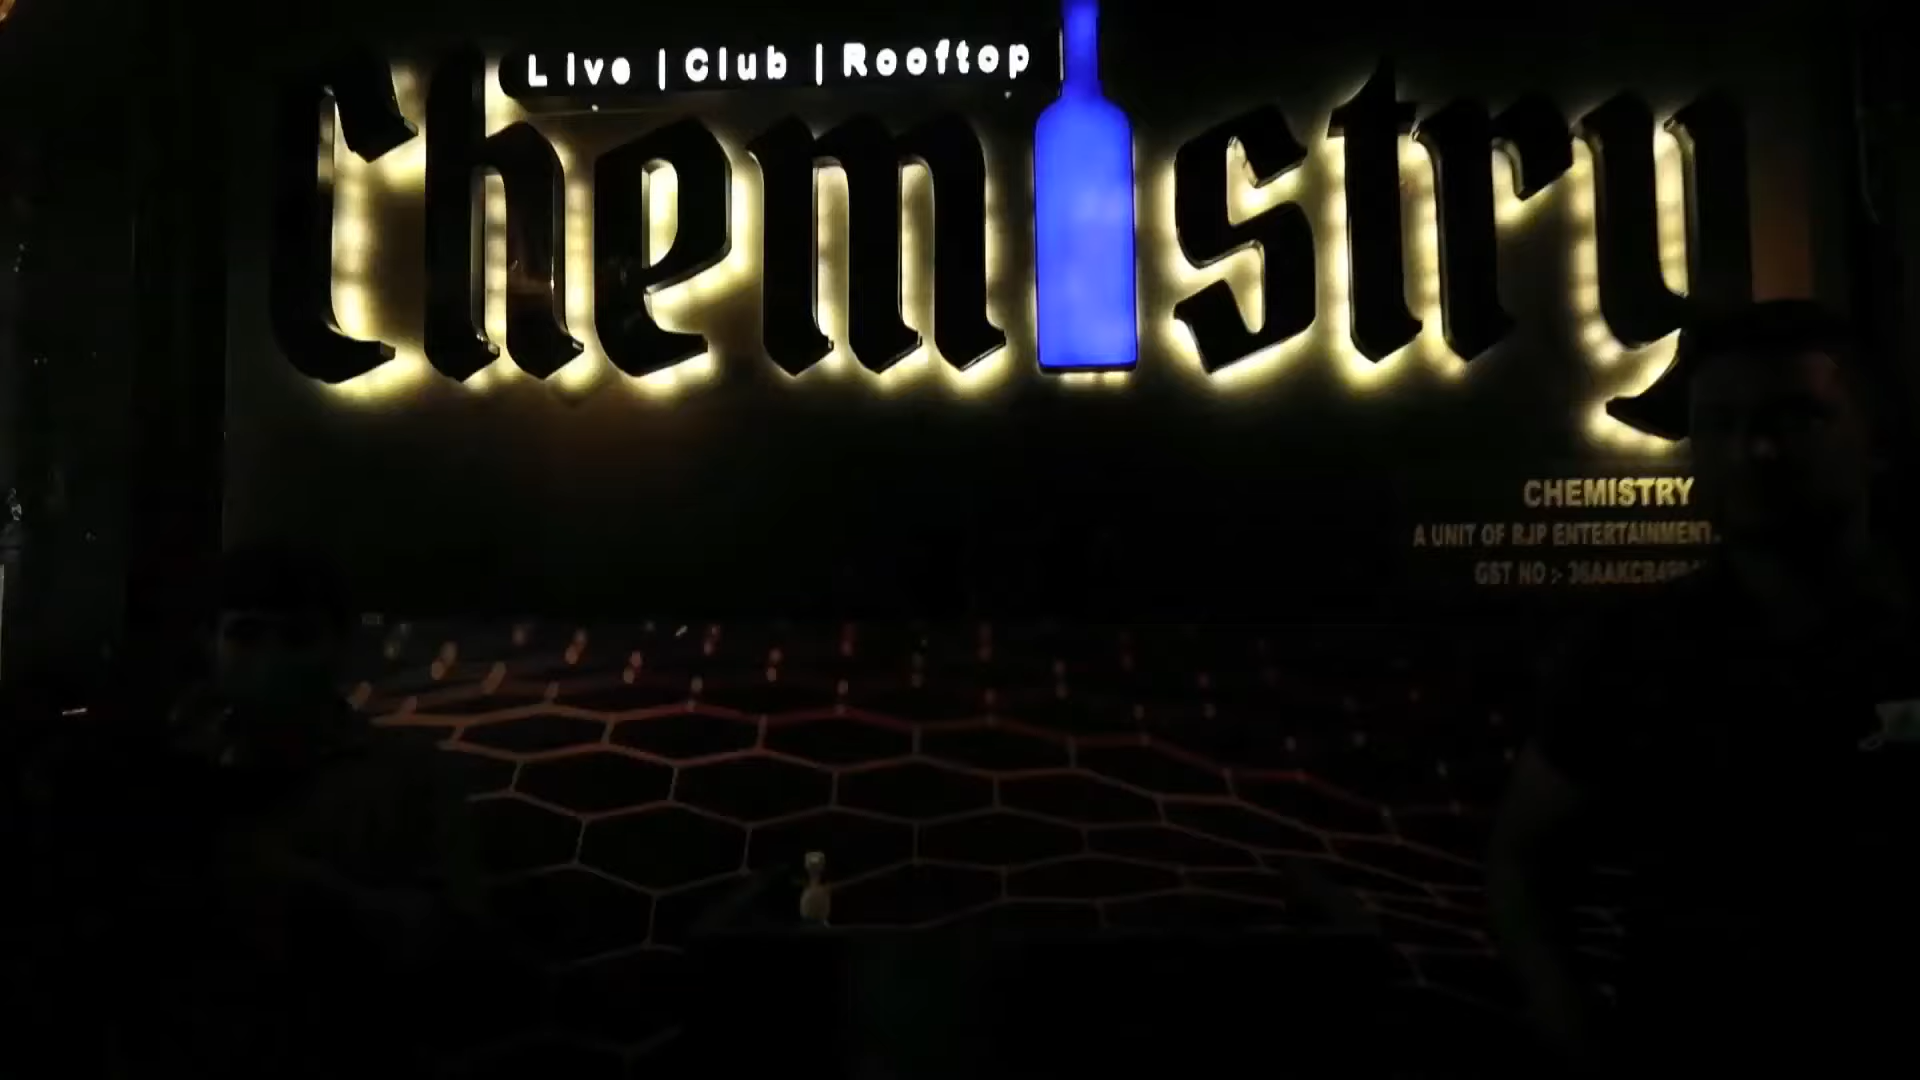 Live | Club | Rooftop
Chemistry
CHEMISTRY
A UNIT OF RJP ENTERTAINMENT
GST NO :-